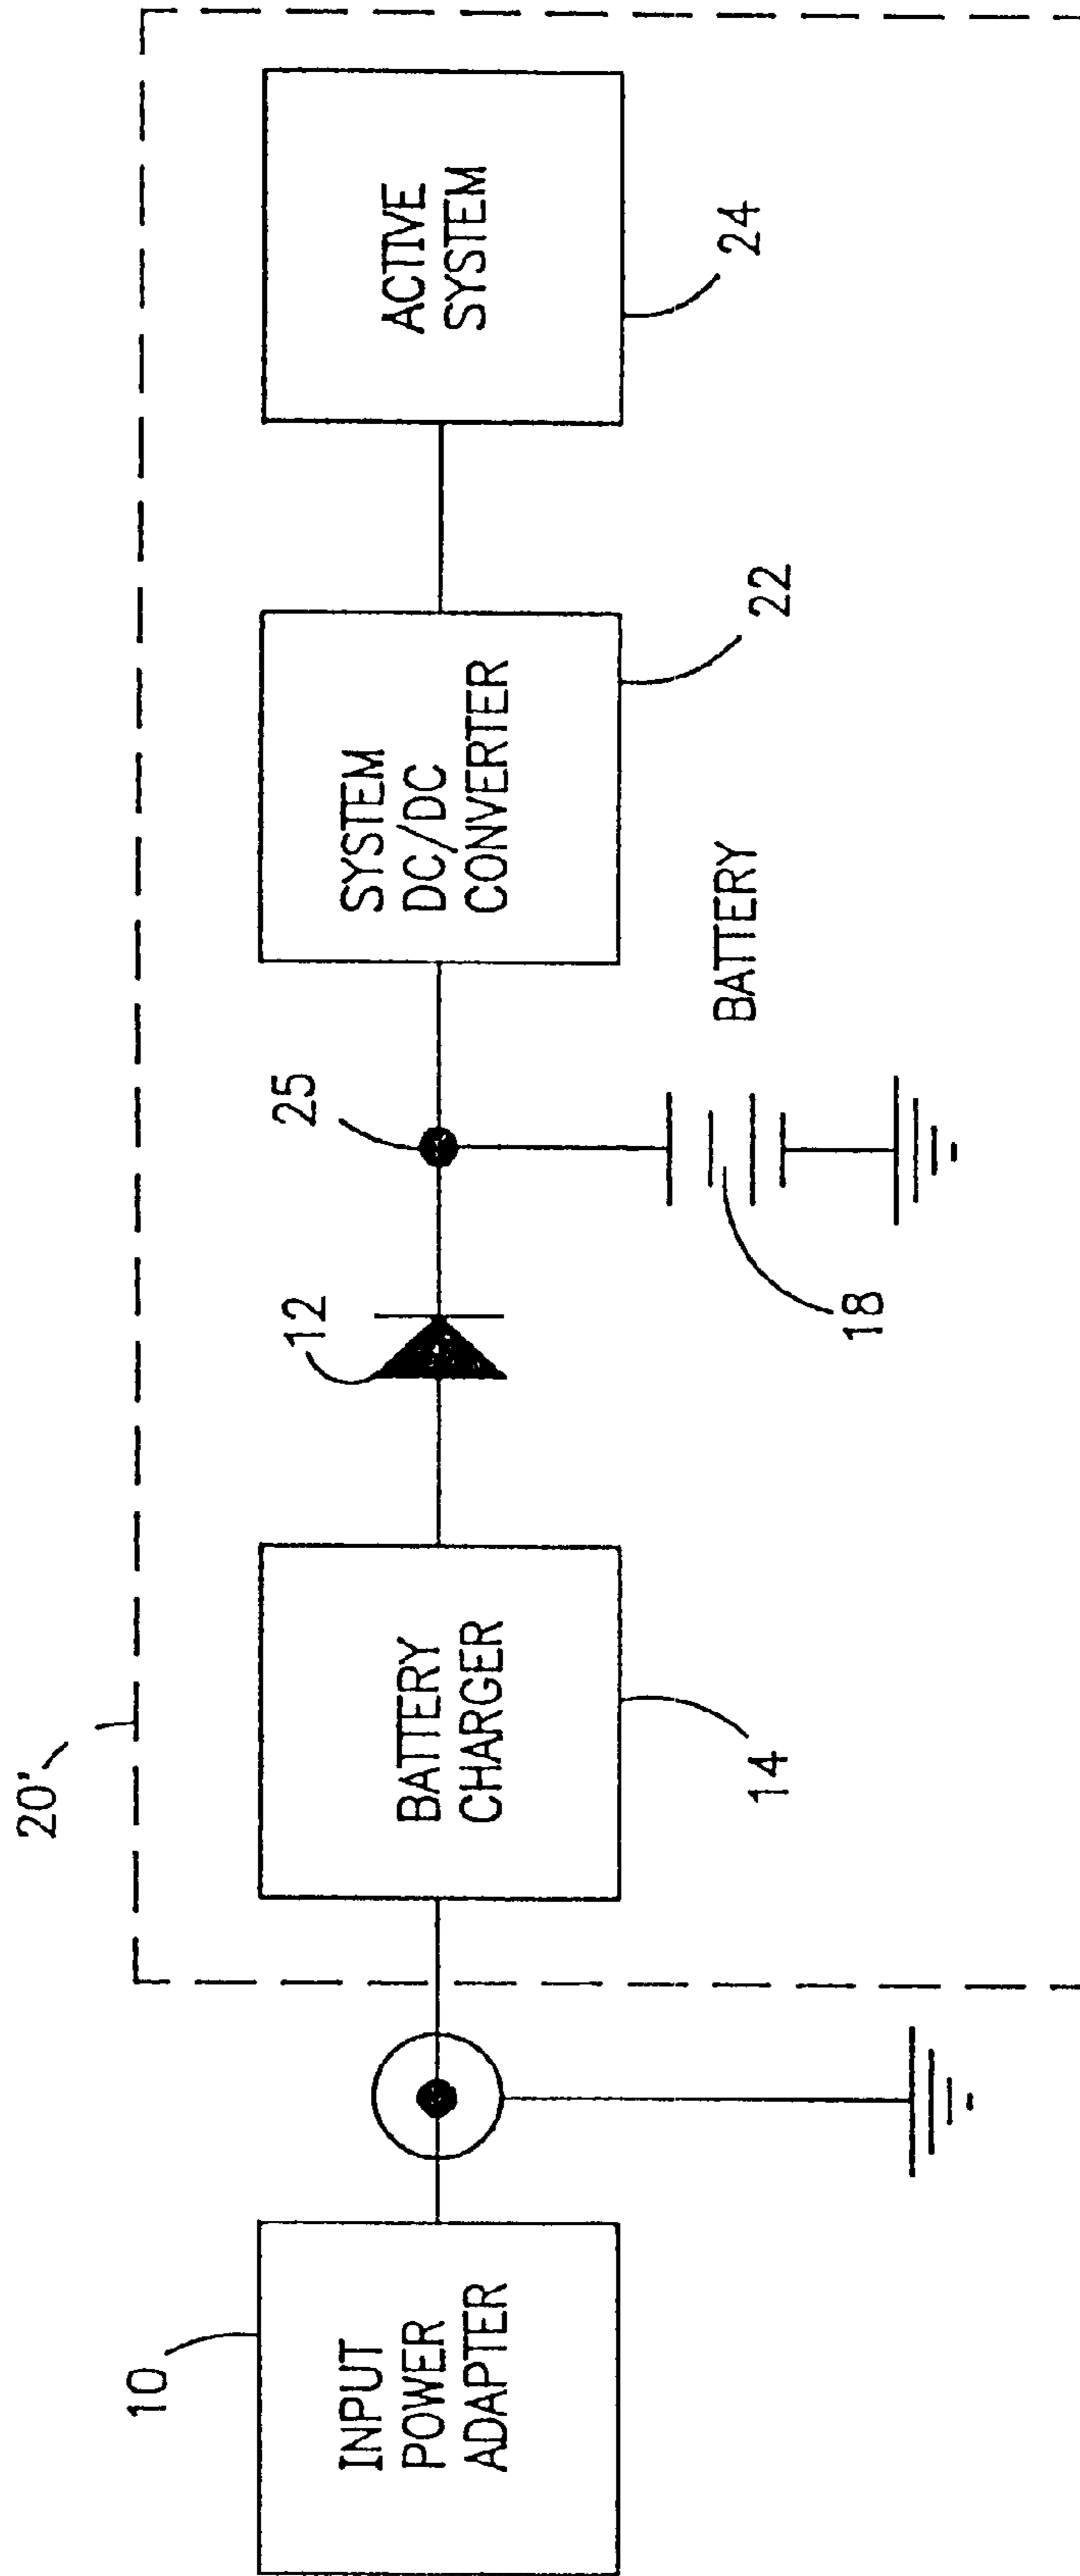 20'
10
INPUT
POWER
ADAPTER
BATTERY
CHARGER
14
12
25
18
BATTERY
SYSTEM
DC/DC
CONVERTER
22
ACTIVE
SYSTEM
24